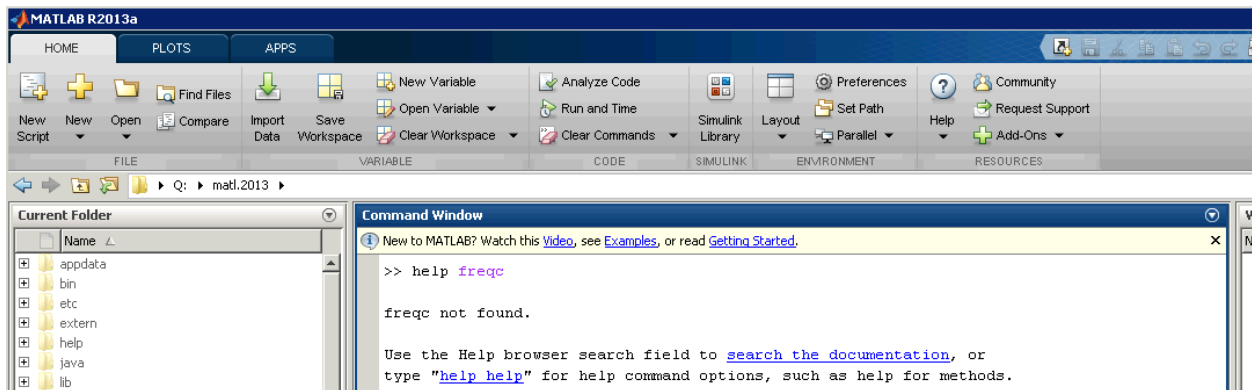 MATLAB R2013a
HOME PLOTS APPS
New Script
New
Open
Find Files
Compare
FILE
Import Data
Save Workspace
New Variable
Open Variable
Clear Workspace
VARIABLE
Analyze Code
Run and Time
Clear Commands
CODE
Simulink Library
SIMULINK
Layout
Preferences
Set Path
Parallel
ENVIRONMENT
Help
Community
Request Support
Add-Ons
RESOURCES
Q: matl.2013
Current Folder
Name
appdata
bin
etc
extern
help
java
lib
Command Window
New to MATLAB? Watch this Video, see Examples, or read Getting Started.
>> help freqc
freqc not found.
Use the Help browser search field to search the documentation, or
type "help help" for help command options, such as help for methods.